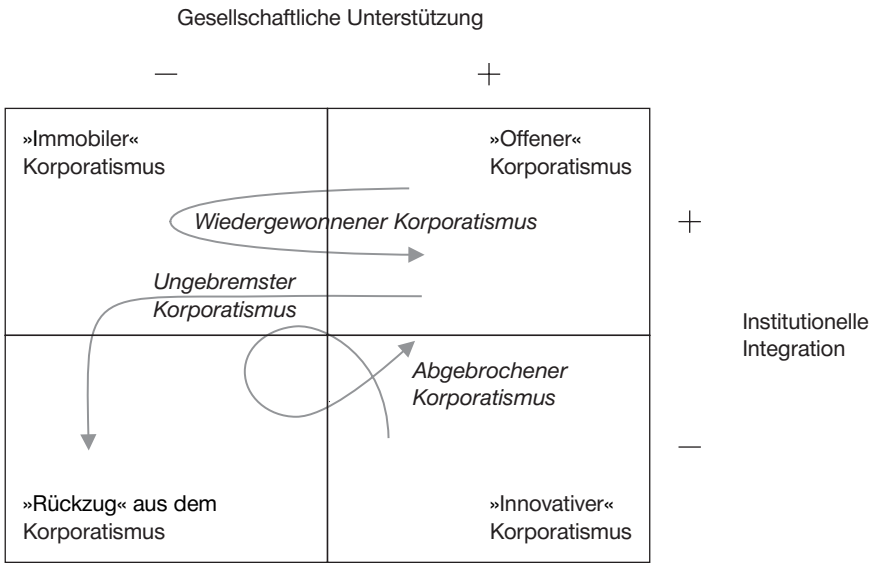 Gesellschaftliche Unterstützung
— +
»Immobiler«
Korporatismus
»Offener«
Korporatismus
Wiedergewonnener Korporatismus
+
Ungebremster
Korporatismus
Institutionelle
Integration
Abgebrochener
Korporatismus
—
»Rückzug« aus dem
Korporatismus
»Innovativer«
Korporatismus